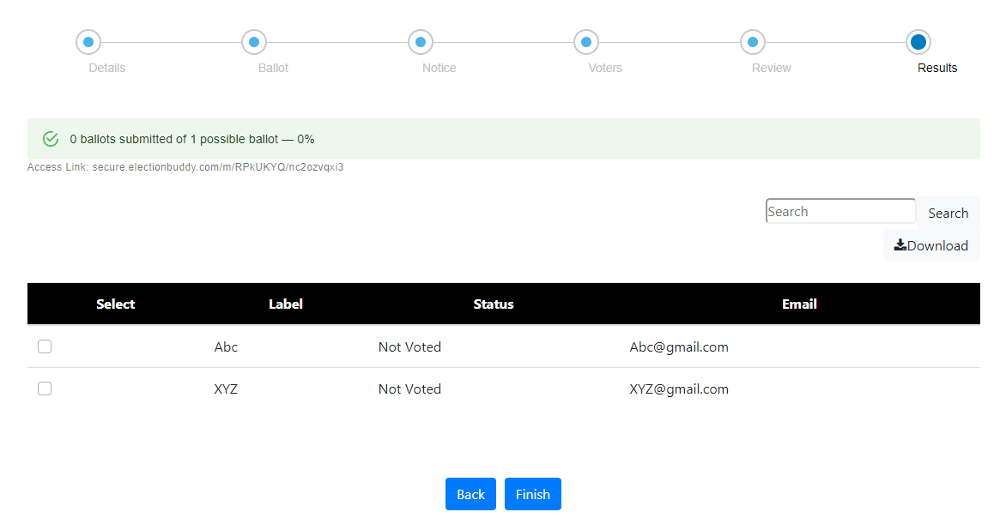 Details Ballot Notice Voters Review Results
0 ballots submitted of 1 possible ballot — 0%
Access Link: secure.electionbuddy.com/m/RPkUKYQ/nc2ozvqxi3
Search Search
Download
Select Label Status Email
Abc Not Voted Abc@gmail.com
XYZ Not Voted XYZ@gmail.com
Back Finish